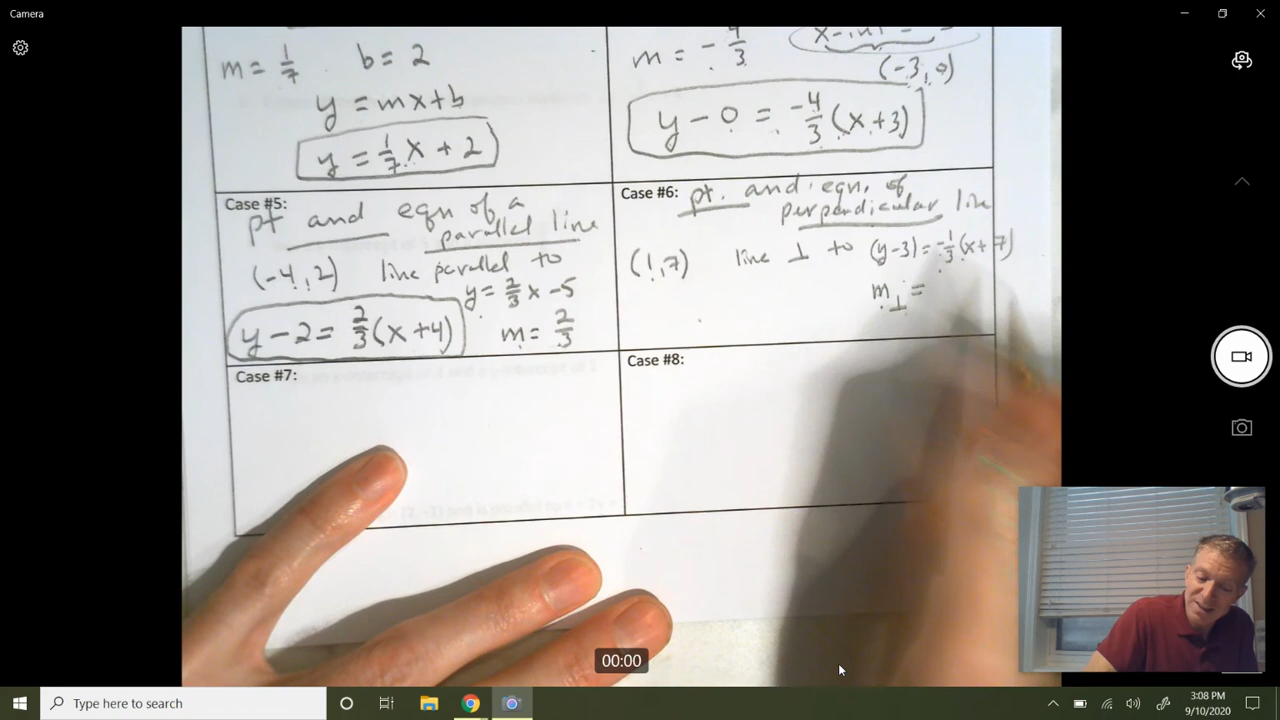 Camera
m = 1/7 b = 2
y = mx + b
y = 1/7 x + 2
m = - 4/3
(-3, 0)
y - 0 = -4/3 (x + 3)
Case #5:
pt and eqn of a
parallel line
(-4, 2) line parallel to
y = 2/3 x - 5
y - 2 = 2/3 (x + 4) m = 2/3
Case #6: pt. and eqn. of
perpendicular line
(1, 7) line ⊥ to (y - 3) = -1/3 (x + 7)
m⊥ =
Case #7:
Case #8:
00:00
Type here to search
3:08 PM
9/10/2020